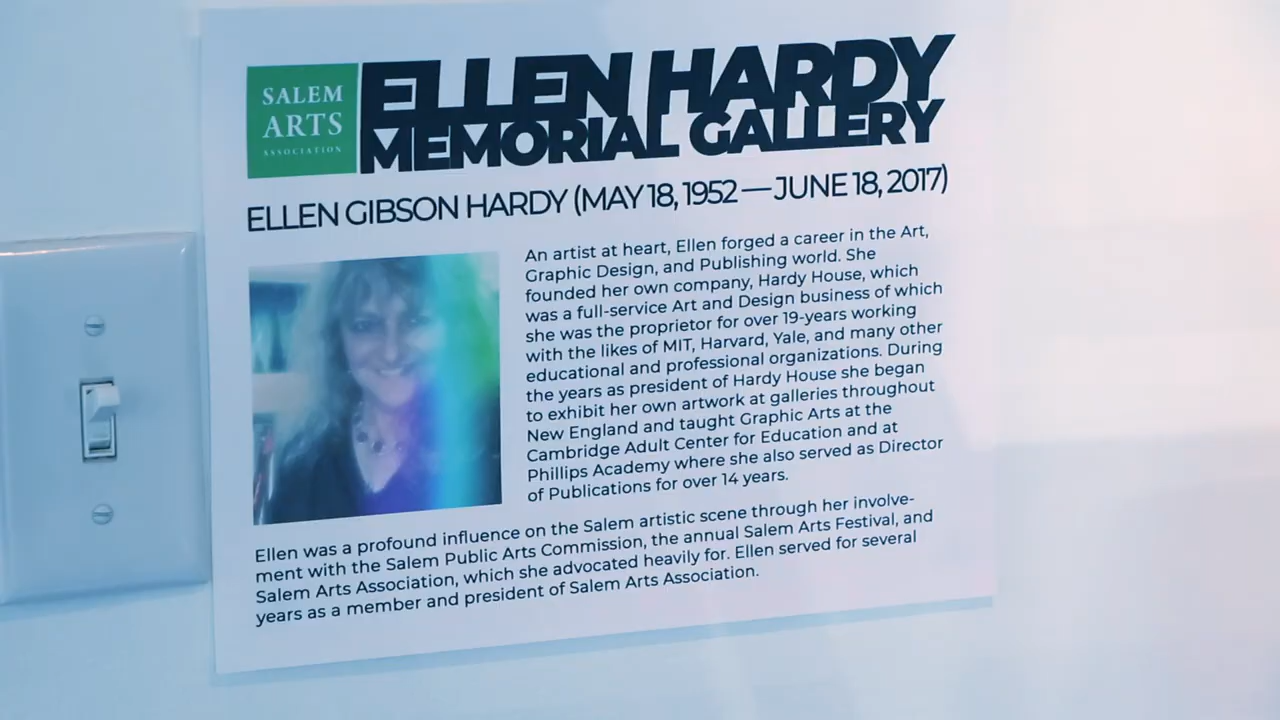 SALEM
ARTS
ASSOCIATION
ELLEN HARDY
MEMORIAL GALLERY
ELLEN GIBSON HARDY (MAY 18, 1952 — JUNE 18, 2017)
An artist at heart, Ellen forged a career in the Art,
Graphic Design, and Publishing world. She
founded her own company, Hardy House, which
was a full-service Art and Design business of which
she was the proprietor for over 19-years working
with the likes of MIT, Harvard, Yale, and many other
educational and professional organizations. During
the years as president of Hardy House she began
to exhibit her own artwork at galleries throughout
New England and taught Graphic Arts at the
Cambridge Adult Center for Education and at
Phillips Academy where she also served as Director
of Publications for over 14 years.
Ellen was a profound influence on the Salem artistic scene through her involve-
ment with the Salem Public Arts Commission, the annual Salem Arts Festival, and
Salem Arts Association, which she advocated heavily for. Ellen served for several
years as a member and president of Salem Arts Association.